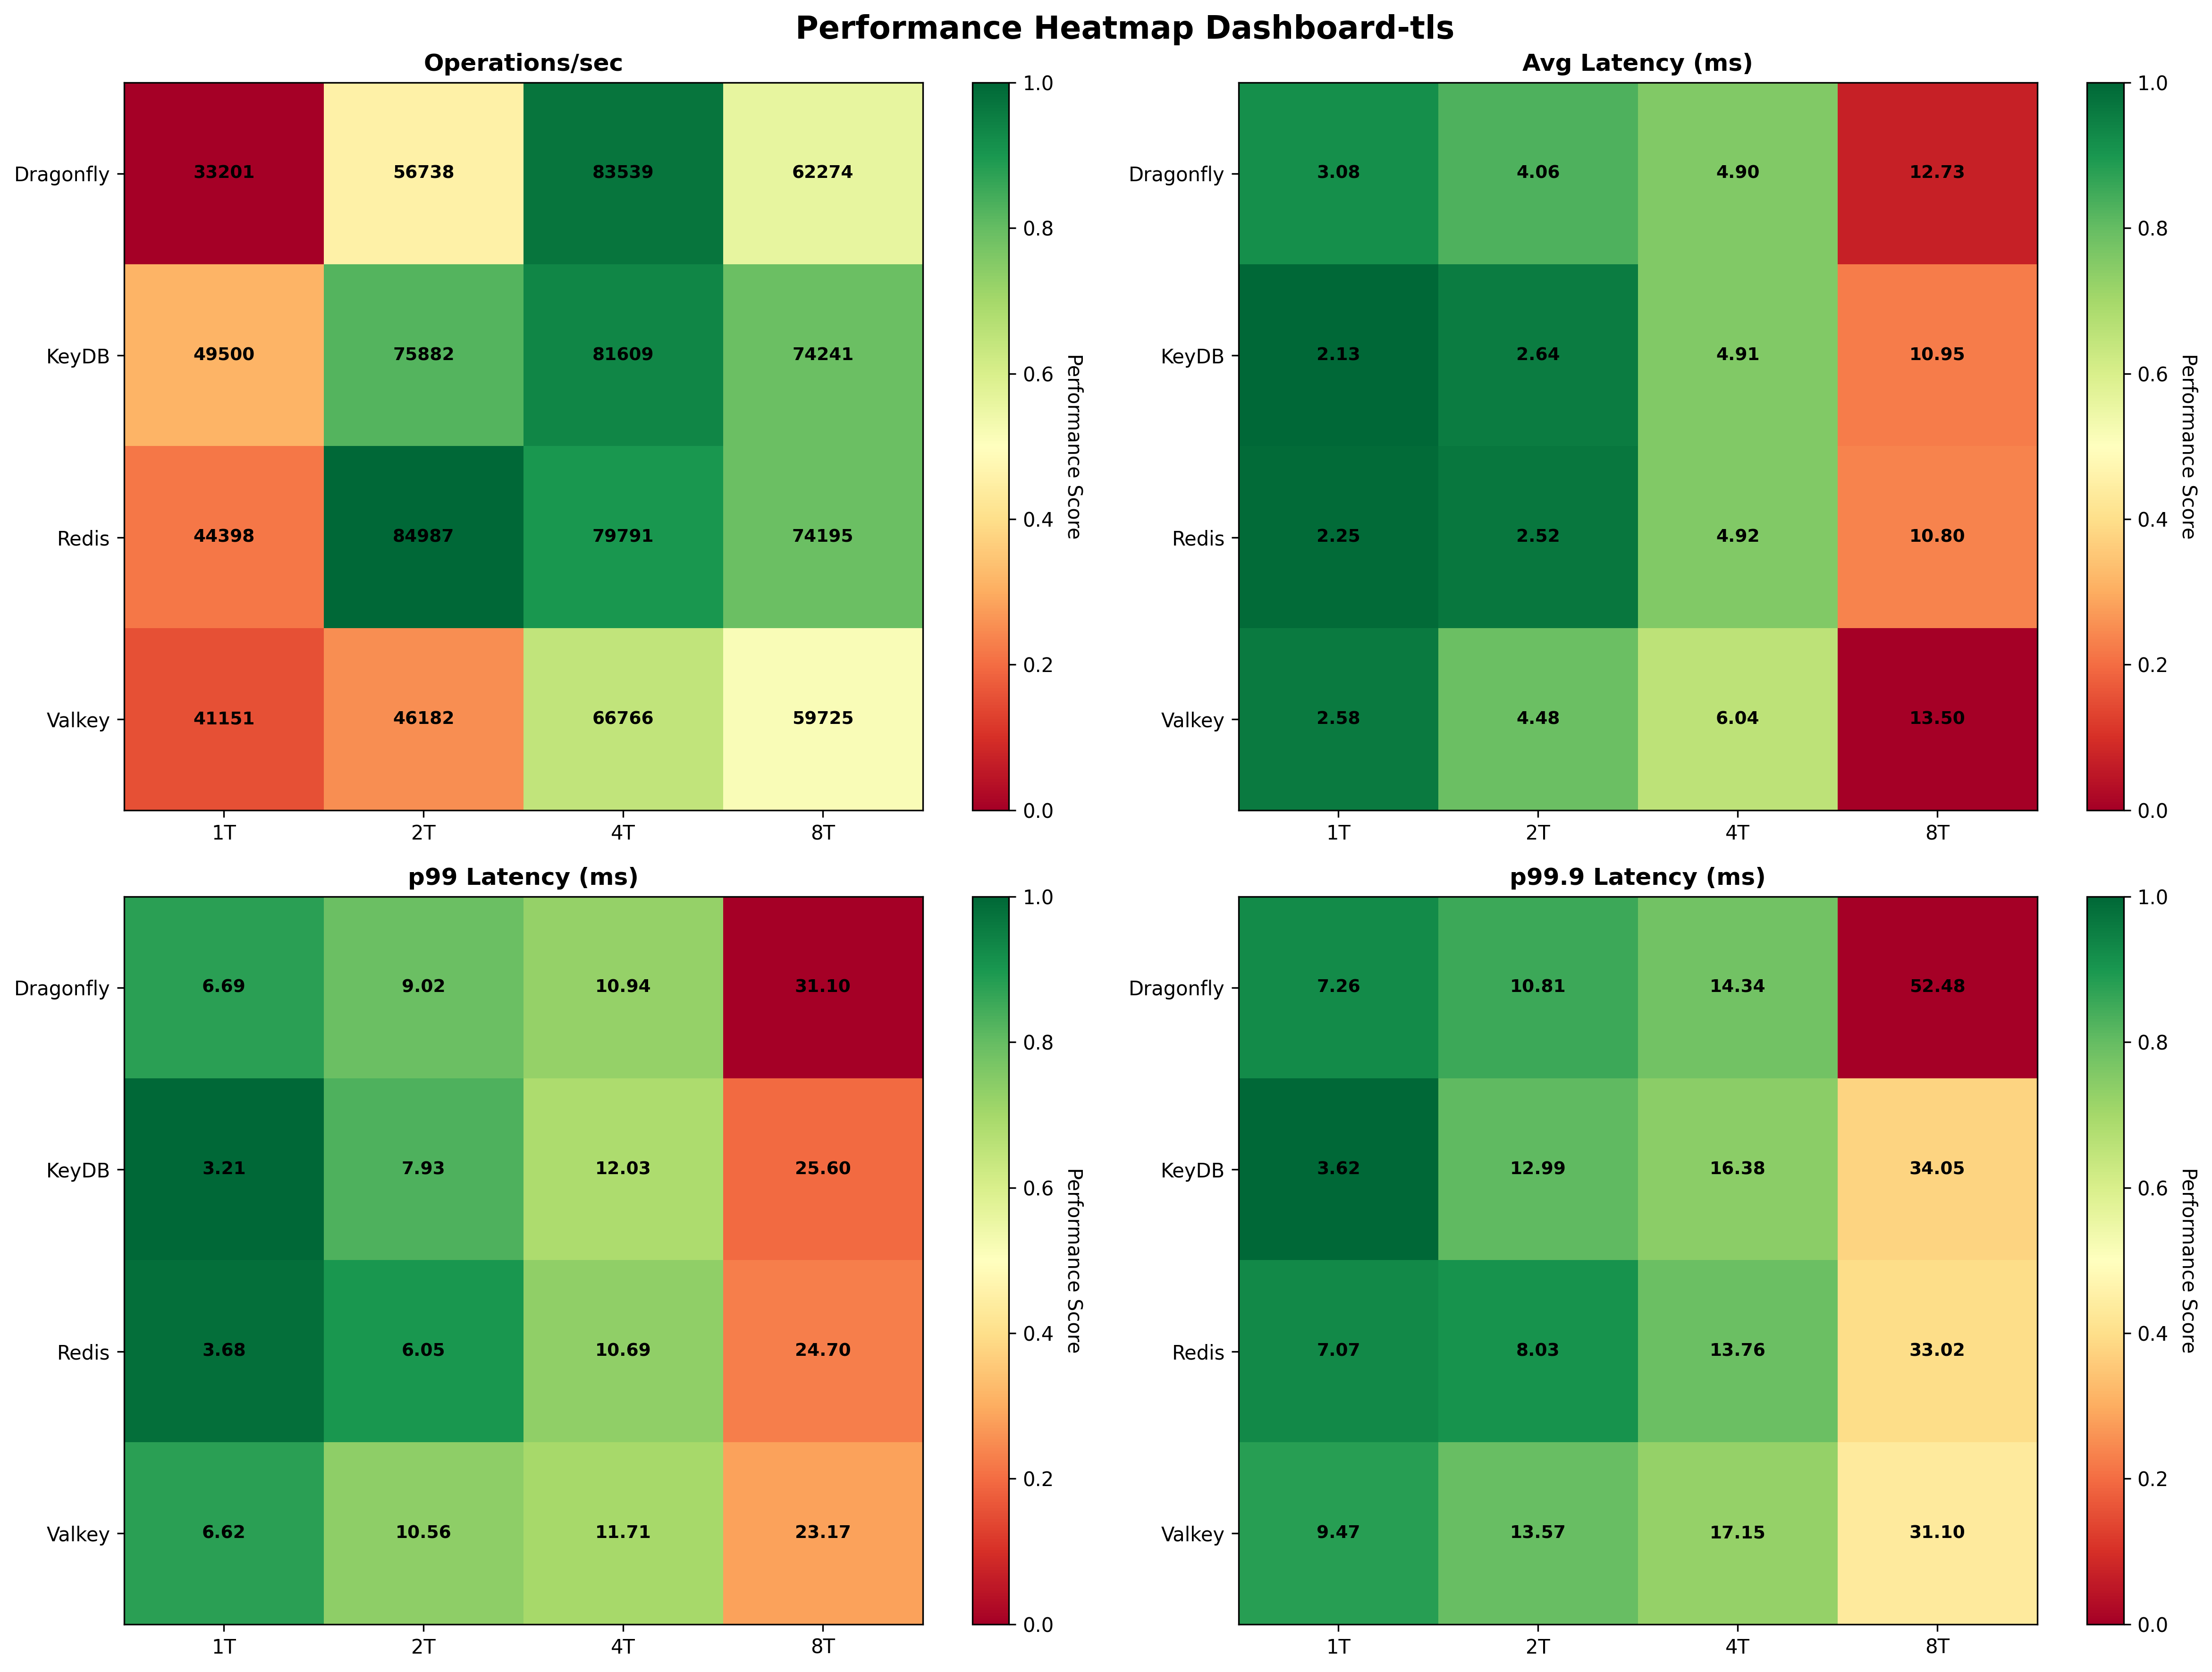 Performance Heatmap Dashboard-tls
Operations/sec
Dragonfly 33201 56738 83539 62274
KeyDB 49500 75882 81609 74241
Redis 44398 84987 79791 74195
Valkey 41151 46182 66766 59725
1T 2T 4T 8T
1.0
0.8
0.6
0.4
0.2
0.0
Performance Score
Avg Latency (ms)
Dragonfly 3.08 4.06 4.90 12.73
KeyDB 2.13 2.64 4.91 10.95
Redis 2.25 2.52 4.92 10.80
Valkey 2.58 4.48 6.04 13.50
1T 2T 4T 8T
1.0
0.8
0.6
0.4
0.2
0.0
Performance Score
p99 Latency (ms)
Dragonfly 6.69 9.02 10.94 31.10
KeyDB 3.21 7.93 12.03 25.60
Redis 3.68 6.05 10.69 24.70
Valkey 6.62 10.56 11.71 23.17
1T 2T 4T 8T
1.0
0.8
0.6
0.4
0.2
0.0
Performance Score
p99.9 Latency (ms)
Dragonfly 7.26 10.81 14.34 52.48
KeyDB 3.62 12.99 16.38 34.05
Redis 7.07 8.03 13.76 33.02
Valkey 9.47 13.57 17.15 31.10
1T 2T 4T 8T
1.0
0.8
0.6
0.4
0.2
0.0
Performance Score